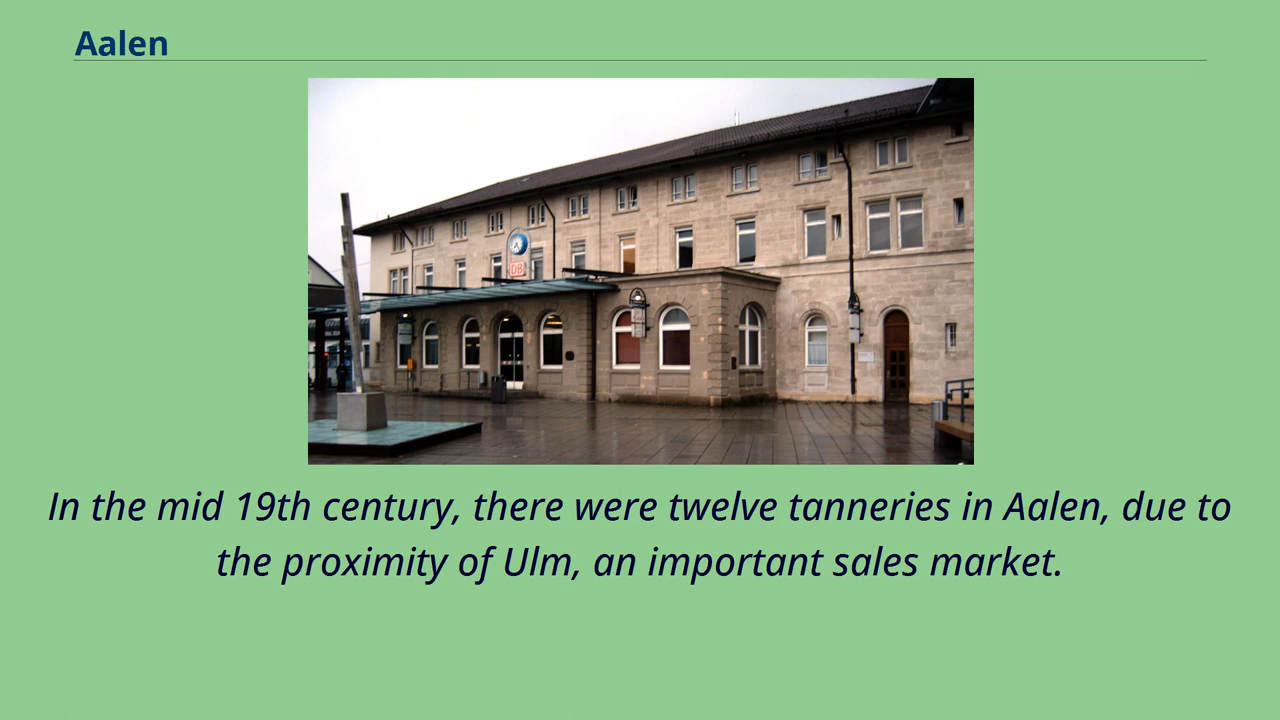 Aalen
DB
In the mid 19th century, there were twelve tanneries in Aalen, due to
the proximity of Ulm, an important sales market.